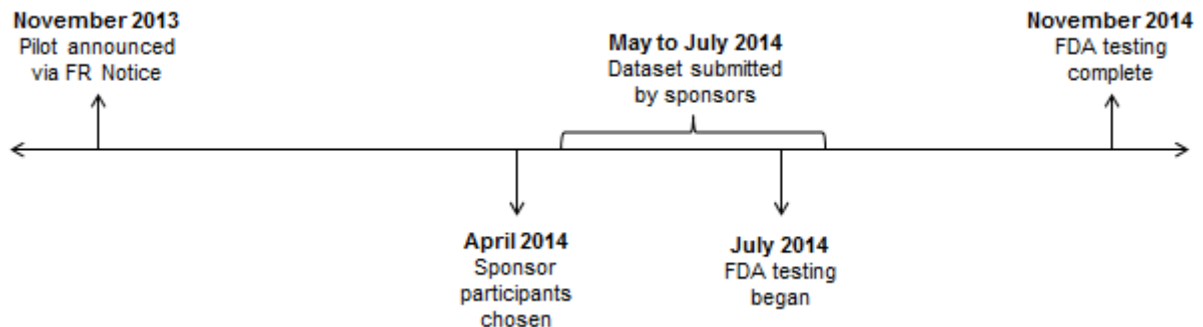 November 2013
Pilot announced
via FR Notice
May to July 2014
Dataset submitted
by sponsors
November 2014
FDA testing
complete
April 2014
Sponsor
participants
chosen
July 2014
FDA testing
began